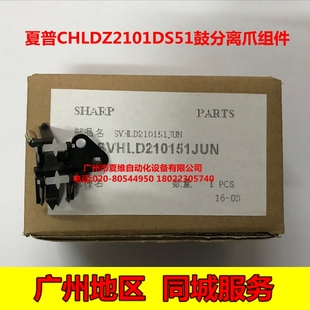 夏普CHLDZ2101DS51鼓分离爪组件
SHARP PARTS
部品名 SVHLD210151JUN
SVHLD210151JUN
广州市夏维自动化设备有限公司
电话:020-80544950 18022305740
数量 1 PCS
16-03
广州地区 同城服务